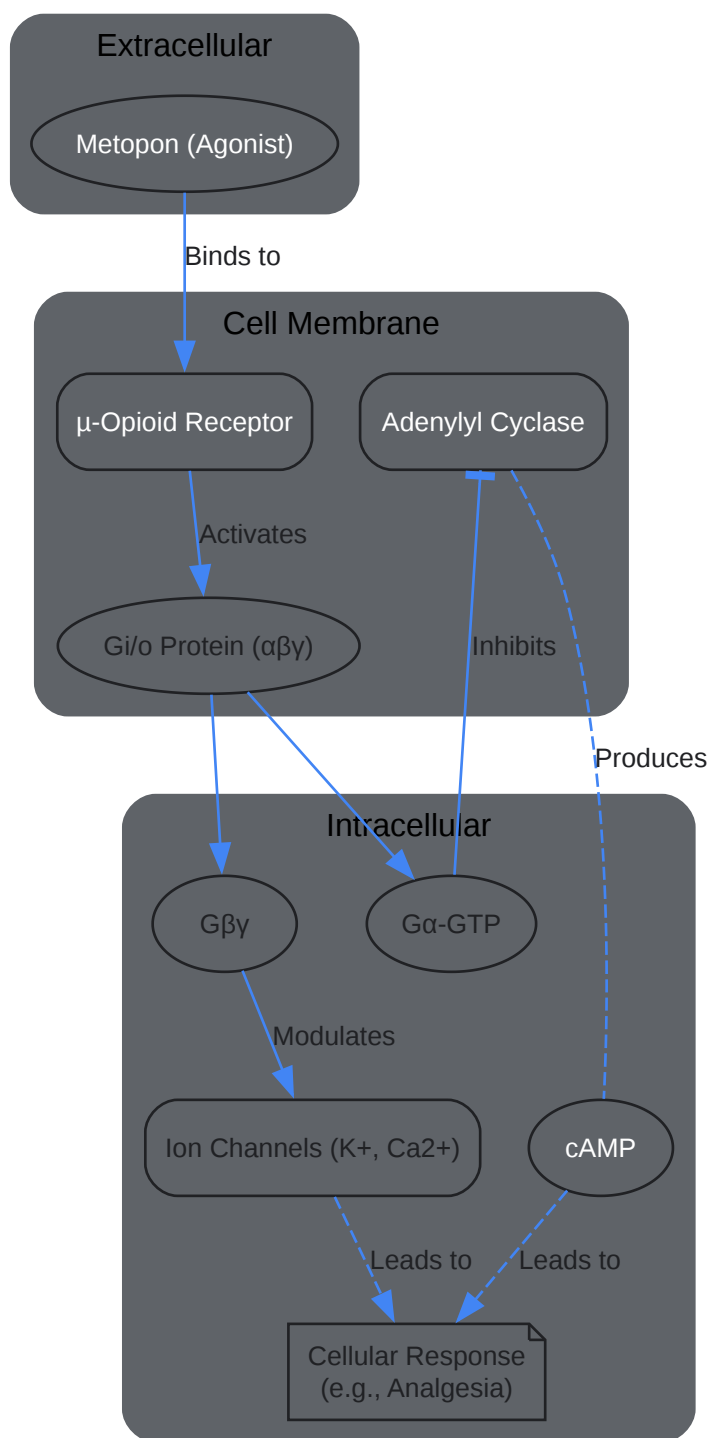 Extracellular
Metopon (Agonist)
Binds to
Cell Membrane
µ-Opioid Receptor
Adenylyl Cyclase
Activates
Gi/o Protein (αβγ)
Inhibits
Produces
Intracellular
Gβγ
Gα-GTP
Modulates
Ion Channels (K+, Ca2+)
cAMP
Leads to
Leads to
Cellular Response
(e.g., Analgesia)